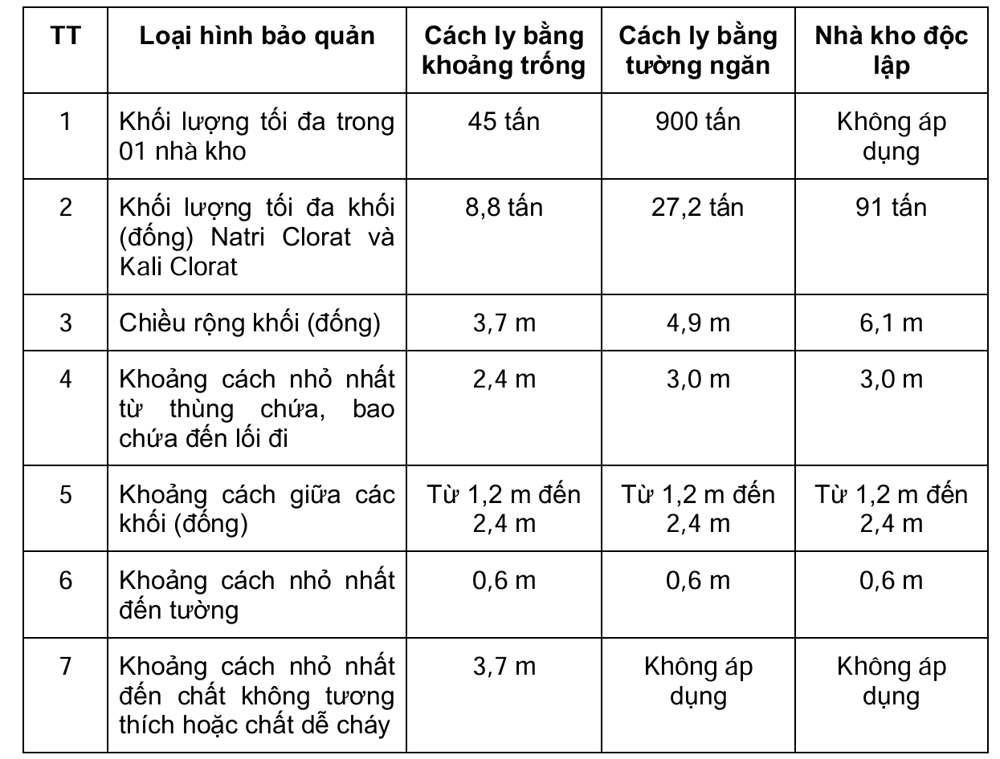 TT
Loại hình bảo quản
Cách ly bằng
khoảng trống
Cách ly bằng
tường ngăn
Nhà kho độc
lập
1
Khối lượng tối đa trong
01 nhà kho
45 tấn
900 tấn
Không áp
dụng
2
Khối lượng tối đa khối
(đống) Natri Clorat và
Kali Clorat
8,8 tấn
27,2 tấn
91 tấn
3
Chiều rộng khối (đống)
3,7 m
4,9 m
6,1 m
4
Khoảng cách nhỏ nhất
từ thùng chứa, bao
chứa đến lối đi
2,4 m
3,0 m
3,0 m
5
Khoảng cách giữa các
khối (đống)
Từ 1,2 m đến
2,4 m
Từ 1,2 m đến
2,4 m
Từ 1,2 m đến
2,4 m
6
Khoảng cách nhỏ nhất
đến tường
0,6 m
0,6 m
0,6 m
7
Khoảng cách nhỏ nhất
đến chất không tương
thích hoặc chất dễ cháy
3,7 m
Không áp
dụng
Không áp
dụng